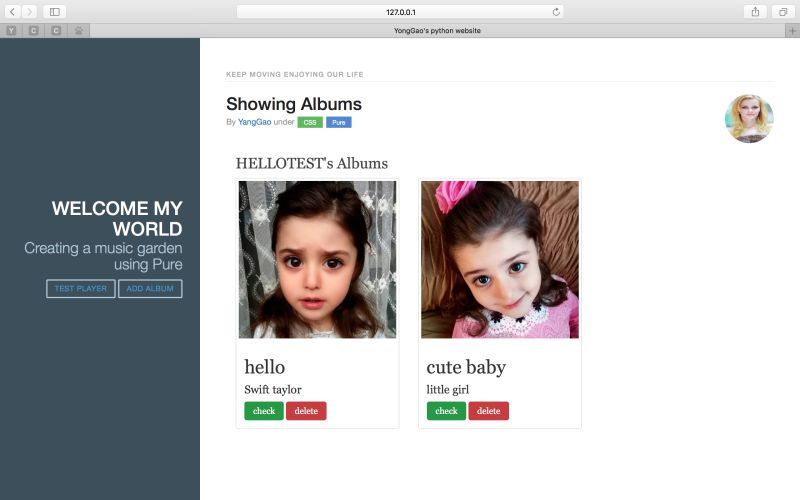 127.0.0.1
Y
C
C
YongGao's python website
KEEP MOVING ENJOYING OUR LIFE
Showing Albums
By YangGao under CSS Pure
HELLOTEST's Albums
WELCOME MY
WORLD
Creating a music garden
using Pure
TEST PLAYER ADD ALBUM
hello
Swift taylor
check delete
cute baby
little girl
check delete